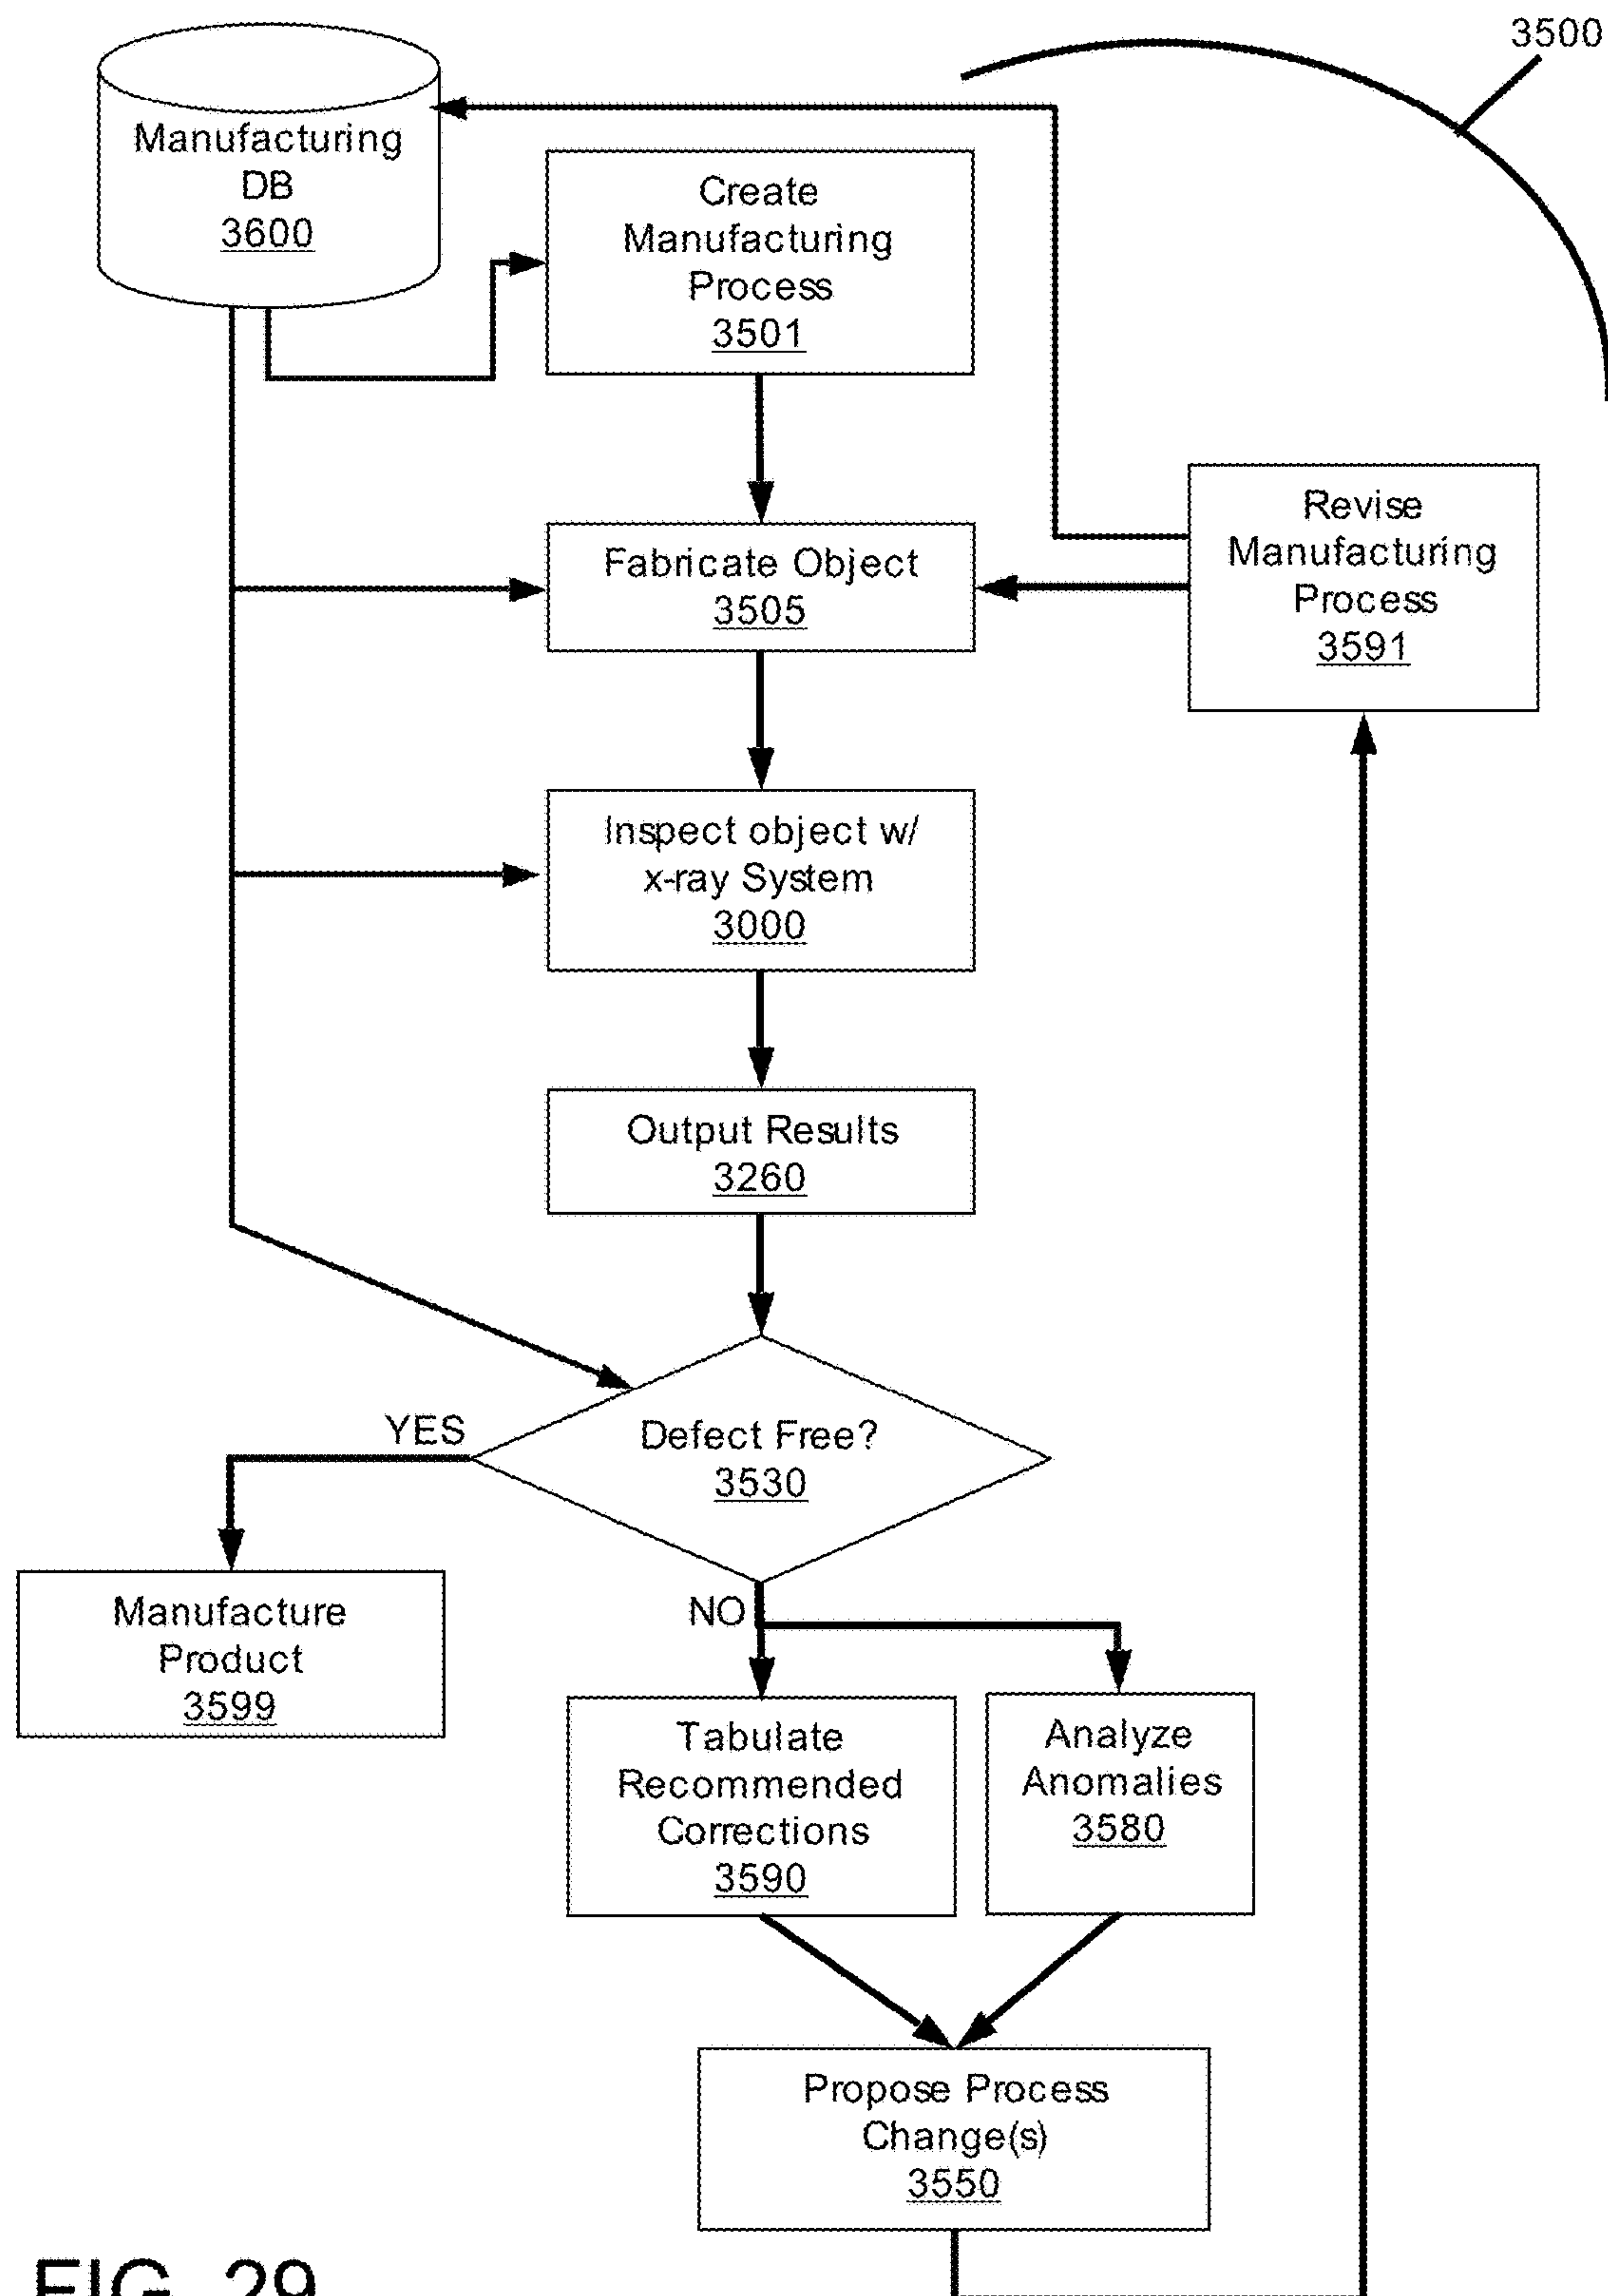 3500
Manufacturing
DB
3600
Create
Manufacturing
Process
3501
Revise
Manufacturing
Process
3591
Fabricate Object
3505
Inspect object w/
x-ray System
3000
Output Results
3260
Defect Free?
3530
YES
NO
Manufacture
Product
3599
Tabulate
Recommended
Corrections
3590
Analyze
Anomalies
3580
Propose Process
Change(s)
3550
FIG. 29